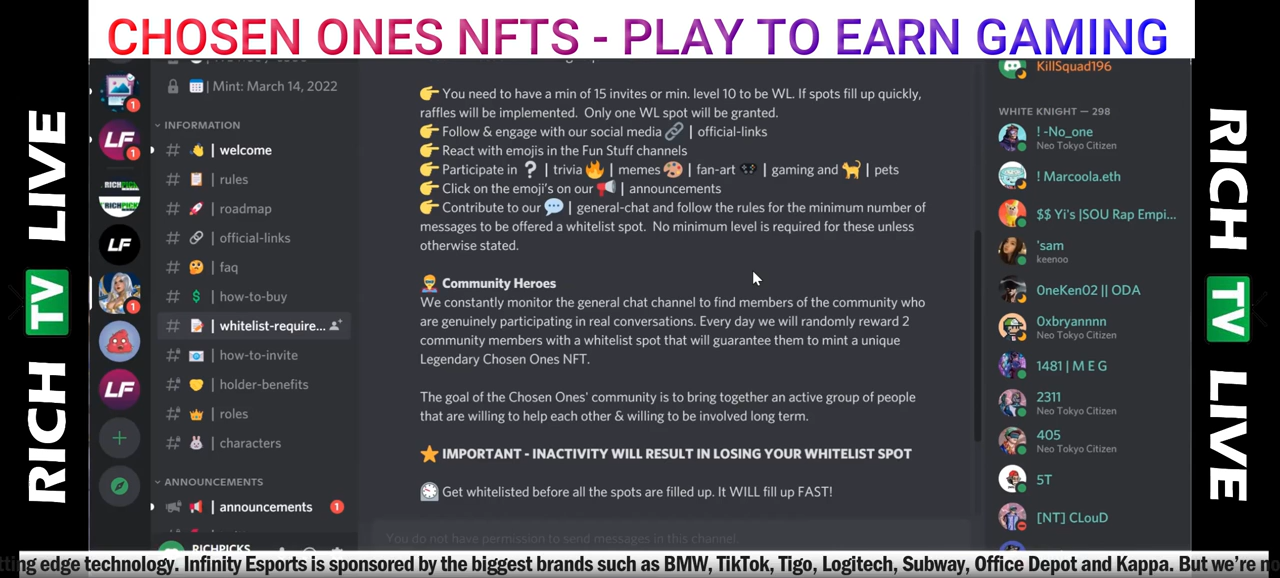 CHOSEN ONES NFTS - PLAY TO EARN GAMING
RICH TV LIVE
| Mint: March 14, 2022
INFORMATION
# | welcome
# | rules
# | roadmap
# | official-links
# | faq
# | how-to-buy
# | whitelist-require...
# | how-to-invite
# | holder-benefits
# | roles
# | characters
ANNOUNCEMENTS
| announcements 1
RICHPICKS
1
LF
1
RICHPICKS
LF
1
LF
You need to have a min of 15 invites or min. level 10 to be WL. If spots fill up quickly,
raffles will be implemented. Only one WL spot will be granted.
Follow & engage with our social media | official-links
React with emojis in the Fun Stuff channels
Participate in ? | trivia | memes | fan-art | gaming and | pets
Click on the emoji's on our | announcements
Contribute to our | general-chat and follow the rules for the minimum number of
messages to be offered a whitelist spot. No minimum level is required for these unless
otherwise stated.
Community Heroes
We constantly monitor the general chat channel to find members of the community who
are genuinely participating in real conversations. Every day we will randomly reward 2
community members with a whitelist spot that will guarantee them to mint a unique
Legendary Chosen Ones NFT.
The goal of the Chosen Ones' community is to bring together an active group of people
that are willing to help each other & willing to be involved long term.
IMPORTANT - INACTIVITY WILL RESULT IN LOSING YOUR WHITELIST SPOT
Get whitelisted before all the spots are filled up. It WILL fill up FAST!
You do not have permission to send messages in this channel.
KillSquad196
WHITE KNIGHT — 298
! -No_one
Neo Tokyo Citizen
! Marcoola.eth
$$ Yi's |SOU Rap Empi...
'sam
keenoo
0neKen02 || ODA
0xbryannnn
1481 | M E G
2311
Neo Tokyo Citizen
405
Neo Tokyo Citizen
5T
[NT] CLouD
RICH TV LIVE
tting edge technology. Infinity Esports is sponsored by the biggest brands such as BMW, TikTok, Tigo, Logitech, Subway, Office Depot and Kappa. But we're no